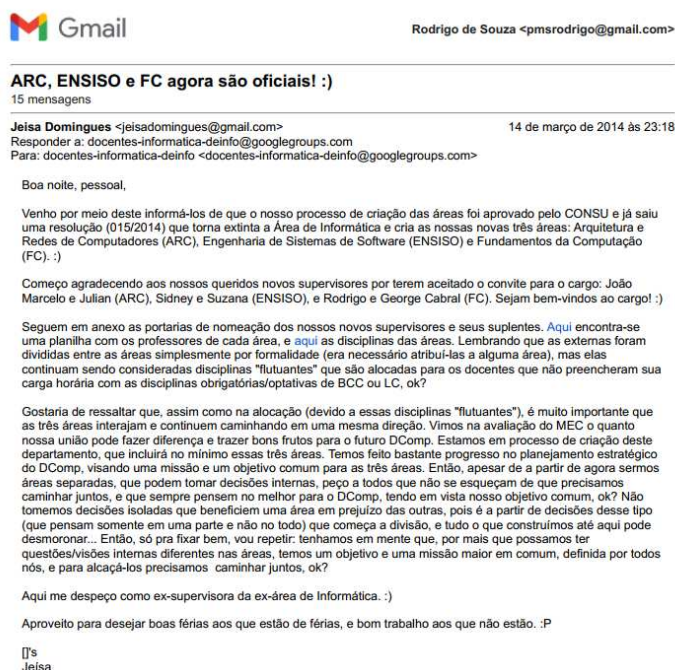 Gmail
Rodrigo de Souza <pmsrodrigo@gmail.com>
ARC, ENSISO e FC agora são oficiais! :)
15 mensagens
Jeisa Domingues <jeisadomingues@gmail.com> 14 de março de 2014 às 23:18
Responder a: docentes-informatica-deinfo@googlegroups.com
Para: docentes-informatica-deinfo <docentes-informatica-deinfo@googlegroups.com>
Boa noite, pessoal,
Venho por meio deste informá-los de que o nosso processo de criação das áreas foi aprovado pelo CONSU e já saiu
uma resolução (015/2014) que torna extinta a Área de Informática e cria as nossas novas três áreas: Arquitetura e
Redes de Computadores (ARC), Engenharia de Sistemas de Software (ENSISO) e Fundamentos da Computação
(FC). :)
Começo agradecendo aos nossos queridos novos supervisores por terem aceitado o convite para o cargo: João
Marcelo e Julian (ARC), Sidney e Suzana (ENSISO), e Rodrigo e George Cabral (FC). Sejam bem-vindos ao cargo! :)
Seguem em anexo as portarias de nomeação dos nossos novos supervisores e seus suplentes. Aqui encontra-se
uma planilha com os professores de cada área, e aqui as disciplinas das áreas. Lembrando que as externas foram
divididas entre as áreas simplesmente por formalidade (era necessário atribuí-las a alguma área), mas elas
continuam sendo consideradas disciplinas "flutuantes" que são alocadas para os docentes que não preencheram sua
carga horária com as disciplinas obrigatórias/optativas de BCC ou LC, ok?
Gostaria de ressaltar que, assim como na alocação (devido a essas disciplinas "flutuantes"), é muito importante que
as três áreas interajam e continuem caminhando em uma mesma direção. Vimos na avaliação do MEC o quanto
nossa união pode fazer diferença e trazer bons frutos para o futuro DComp. Estamos em processo de criação deste
departamento, que incluirá no mínimo essas três áreas. Temos feito bastante progresso no planejamento estratégico
do DComp, visando uma missão e um objetivo comum para as três áreas. Então, apesar de a partir de agora sermos
áreas separadas, que podem tomar decisões internas, peço a todos que não se esqueçam de que precisamos
caminhar juntos, e que sempre pensem no melhor para o DComp, tendo em vista nosso objetivo comum, ok? Não
tomemos decisões isoladas que beneficiem uma área em prejuízo das outras, pois é a partir de decisões desse tipo
(que pensam somente em uma parte e não no todo) que começa a divisão, e tudo o que construímos até aqui pode
desmoronar... Então, só pra fixar bem, vou repetir: tenhamos em mente que, por mais que possamos ter
questões/visões internas diferentes nas áreas, temos um objetivo e uma missão maior em comum, definida por todos
nós, e para alcaçá-los precisamos caminhar juntos, ok?
Aqui me despeço como ex-supervisora da ex-área de Informática. :)
Aproveito para desejar boas férias aos que estão de férias, e bom trabalho aos que não estão. :P
[]'s
Jeísa